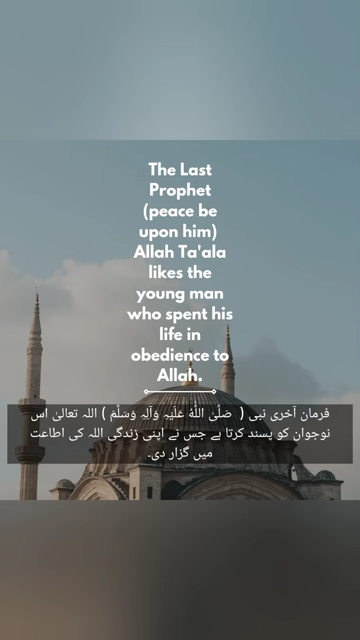 The Last
Prophet
(peace be
upon him)
Allah Ta'ala
likes the
young man
who spent his
life in
obedience to
Allah.
فرمان آخری نبی ( صَلَّیٰ اللّٰهُ عَلَیْہِ وَآلِہٖ وَسَلَّمْ ) اللہ تعالیٰ اس
نوجوان کو پسند کرتا ہے جس نے اپنی زندگی اللہ کی اطاعت
میں گزار دی۔